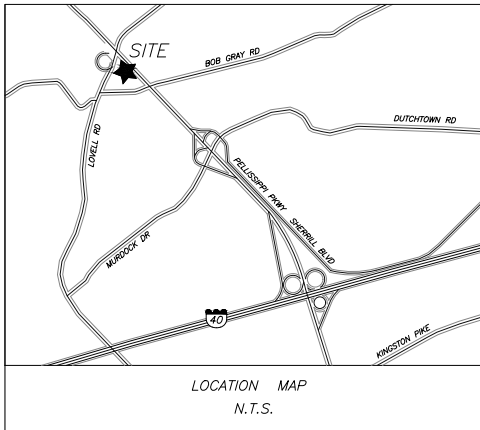 SITE
BOB GRAY RD
DUTCHTOWN RD
LOVELL RD
PELLISSIPPI PKWY
SHERRILL BLVD
MURDOCK DR
40
KINGSTON PIKE
LOCATION MAP
N.T.S.